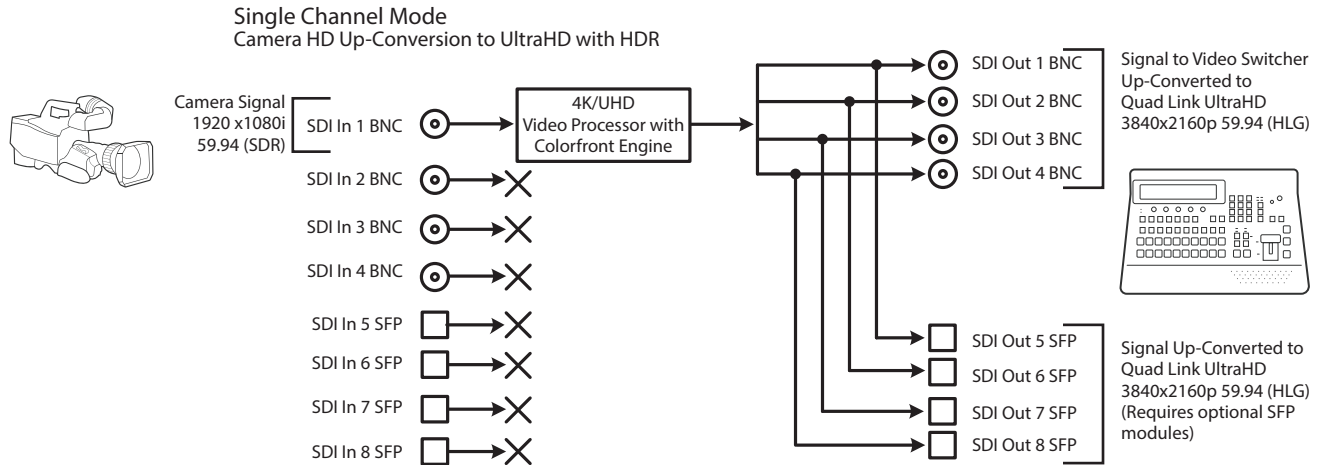 Single Channel Mode
Camera HD Up-Conversion to UltraHD with HDR
Camera Signal
1920 x1080i
59.94 (SDR)
SDI In 1 BNC
SDI In 2 BNC
SDI In 3 BNC
SDI In 4 BNC
SDI In 5 SFP
SDI In 6 SFP
SDI In 7 SFP
SDI In 8 SFP
4K/UHD
Video Processor with
Colorfront Engine
SDI Out 1 BNC
SDI Out 2 BNC
SDI Out 3 BNC
SDI Out 4 BNC
Signal to Video Switcher
Up-Converted to
Quad Link UltraHD
3840x2160p 59.94 (HLG)
SDI Out 5 SFP
SDI Out 6 SFP
SDI Out 7 SFP
SDI Out 8 SFP
Signal Up-Converted to
Quad Link UltraHD
3840x2160p 59.94 (HLG)
(Requires optional SFP
modules)